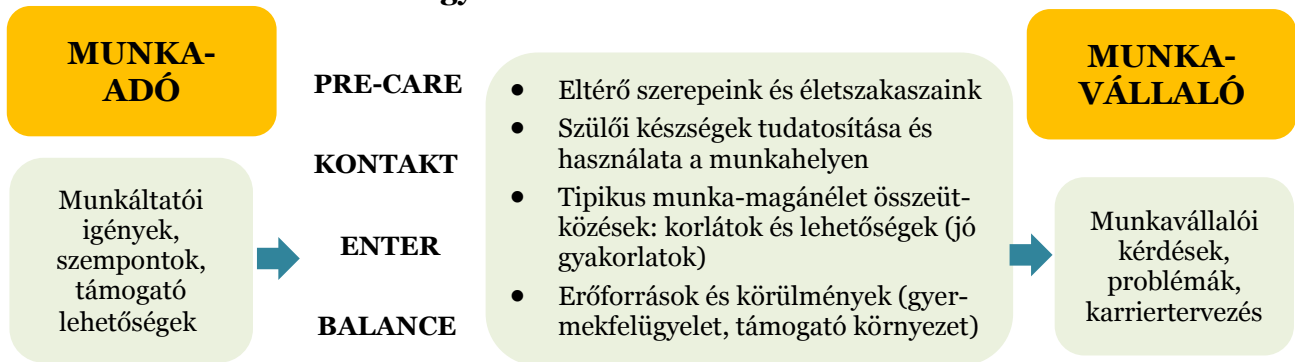 MUNKA-
ADÓ
Munkáltatói
igények,
szempontok,
támogató
lehetőségek
PRE-CARE
KONTAKT
ENTER
BALANCE
● Eltérő szerepeink és életszakaszaink
● Szülői készségek tudatosítása és
használata a munkahelyen
● Tipikus munka-magánélet összeüt-
közések: korlátok és lehetőségek (jó
gyakorlatok)
● Erőforrások és körülmények (gyer-
mekfelügyelet, támogató környezet)
MUNKA-
VÁLLALÓ
Munkavállalói
kérdések,
problémák,
karriertervezés